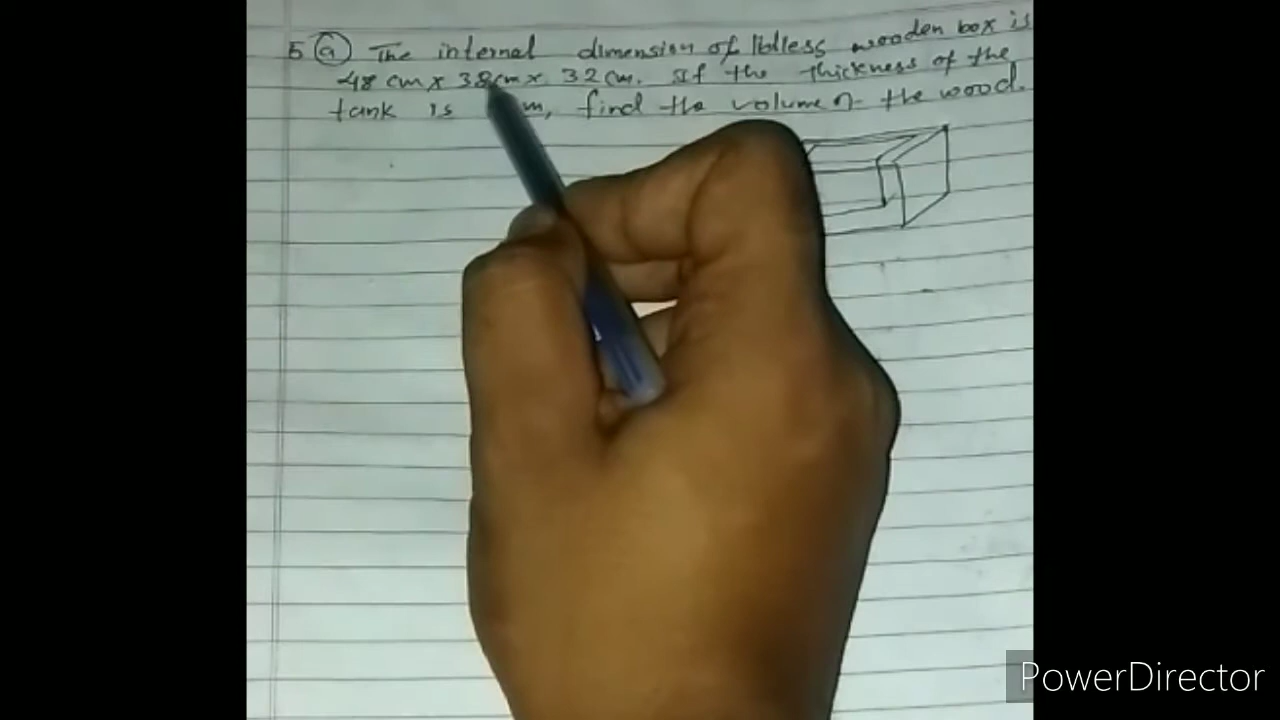 5 (a) The internal dimension of lidless wooden box is
48 cm x 38cm x 32 cm. If the thickness of the
tank is m, find the volume of the wood.
PowerDirector